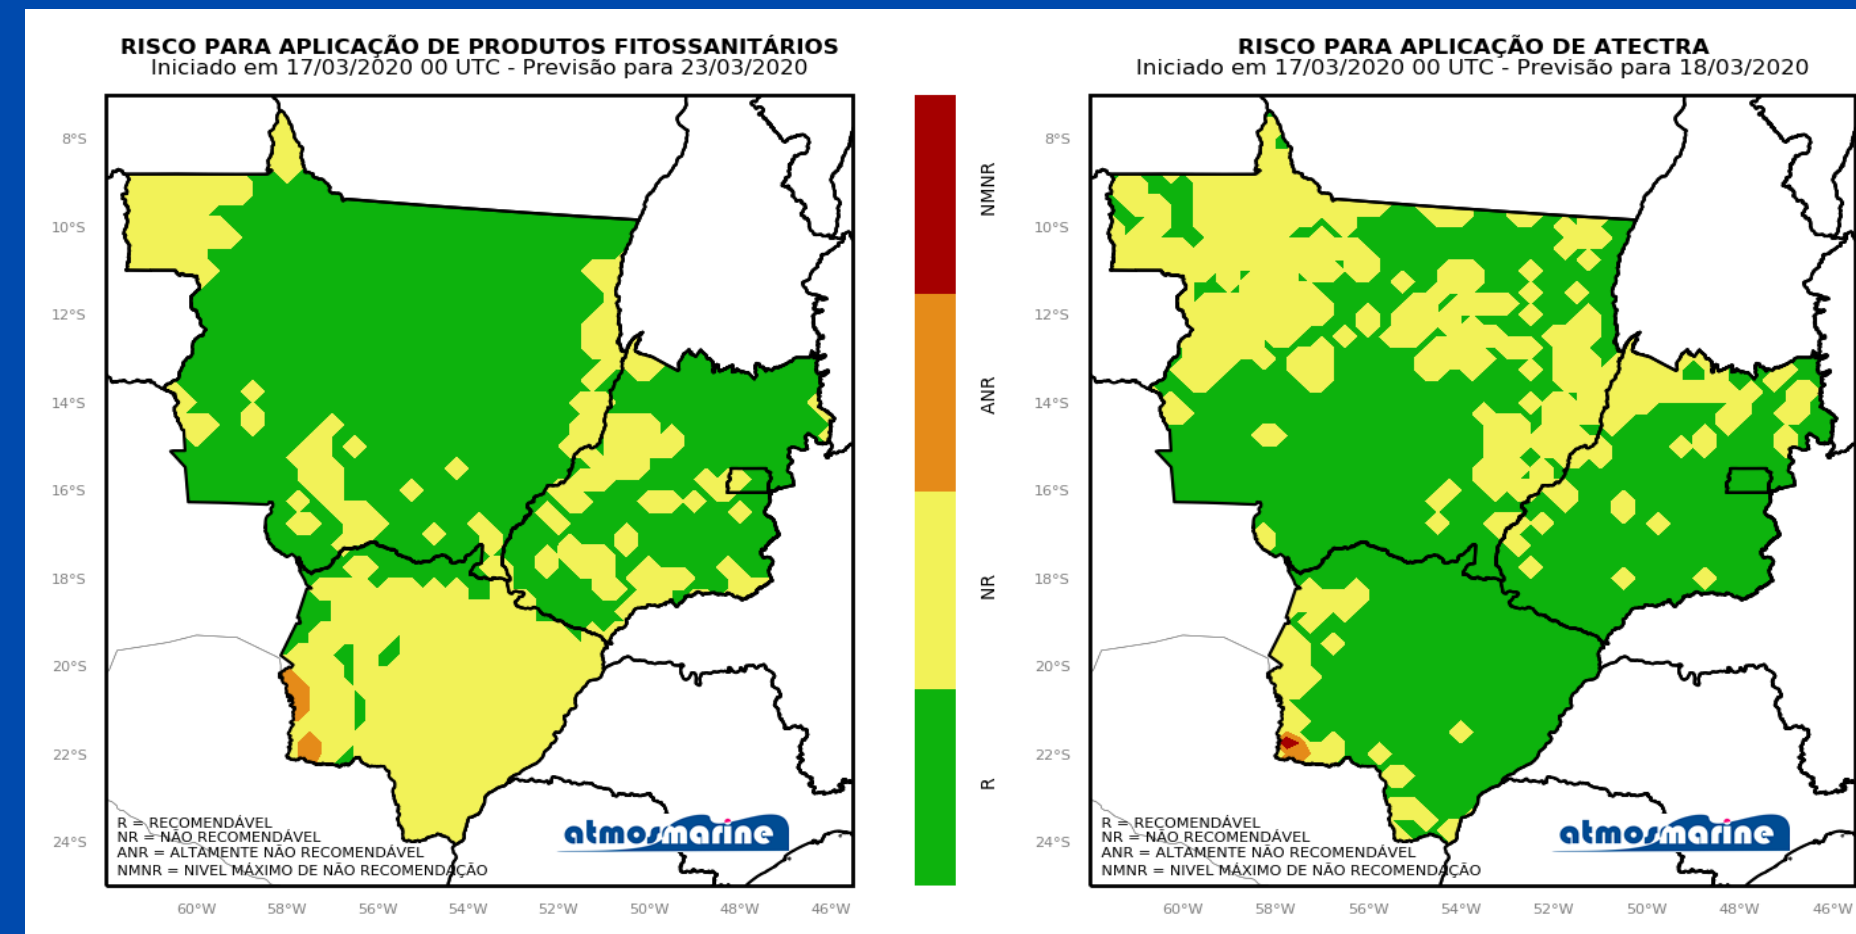 RISCO PARA APLICAÇÃO DE PRODUTOS FITOSSANITÁRIOS
Iniciado em 17/03/2020 00 UTC - Previsão para 23/03/2020
8°S
10°S
12°S
14°S
16°S
18°S
20°S
22°S
24°S
R = RECOMENDÁVEL
NR = NÃO RECOMENDÁVEL
ANR = ALTAMENTE NÃO RECOMENDÁVEL
NMNR = NIVEL MÁXIMO DE NÃO RECOMENDAÇÃO
atmosmarine
60°W 58°W 56°W 54°W 52°W 50°W 48°W 46°W
NMNR
ANR
NR
R
RISCO PARA APLICAÇÃO DE ATECTRA
Iniciado em 17/03/2020 00 UTC - Previsão para 18/03/2020
8°S
10°S
12°S
14°S
16°S
18°S
20°S
22°S
24°S
R = RECOMENDÁVEL
NR = NÃO RECOMENDÁVEL
ANR = ALTAMENTE NÃO RECOMENDÁVEL
NMNR = NIVEL MÁXIMO DE NÃO RECOMENDAÇÃO
atmosmarine
60°W 58°W 56°W 54°W 52°W 50°W 48°W 46°W